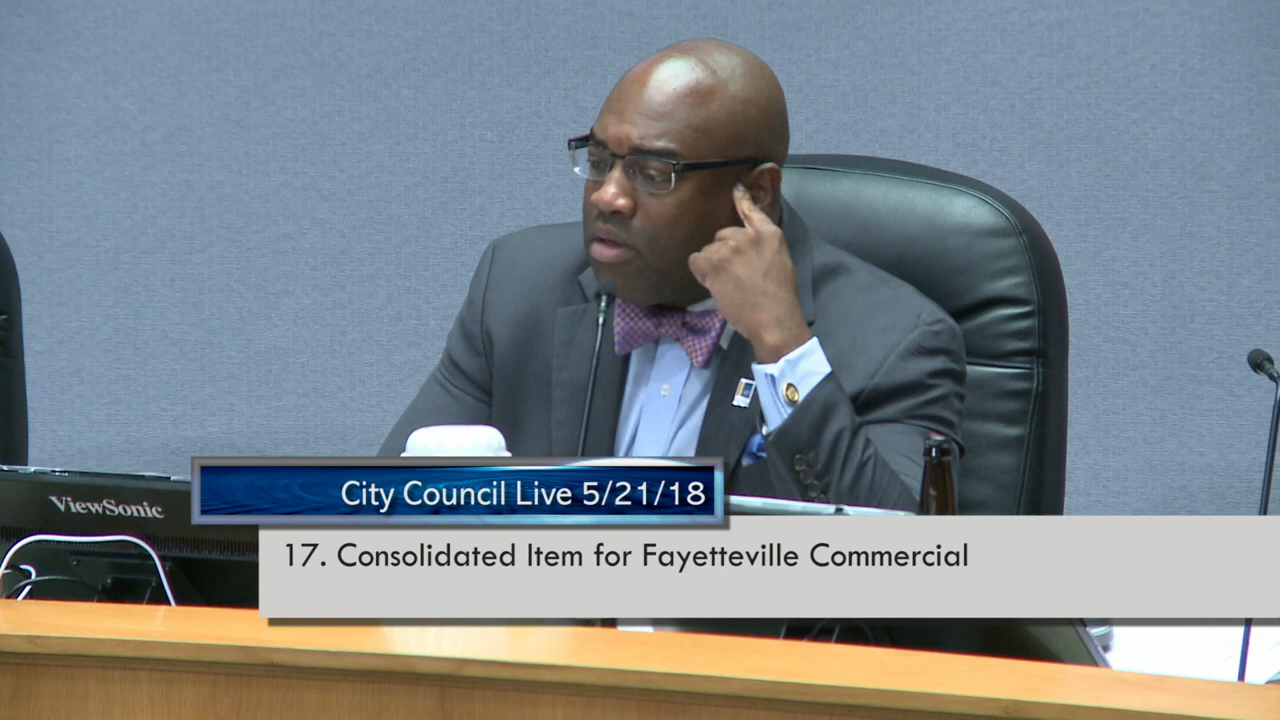 ViewSonic
City Council Live 5/21/18
17. Consolidated Item for Fayetteville Commercial